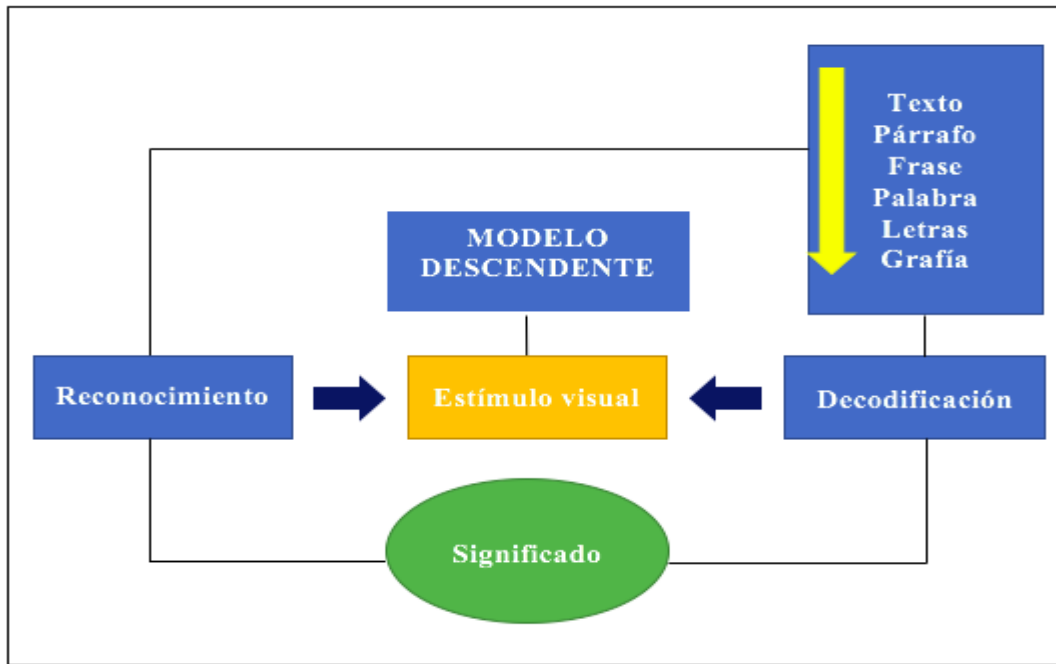 Texto
Párrafo
Frase
Palabra
Letras
Grafía
MODELO
DESCENDENTE
Reconocimiento
Estímulo visual
Decodificación
Significado